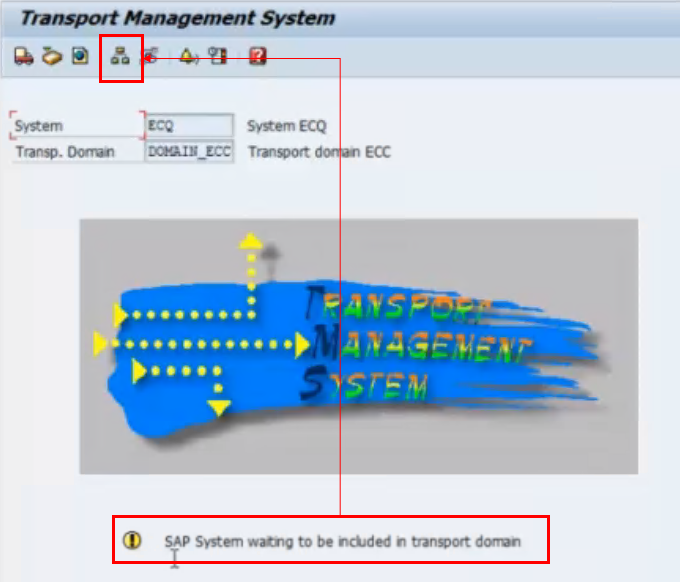 Transport Management System
System ECQ System ECQ
Transp. Domain DOMAIN_ECC Transport domain ECC
TRANSPORT
MANAGEMENT
SYSTEM
SAP System waiting to be included in transport domain